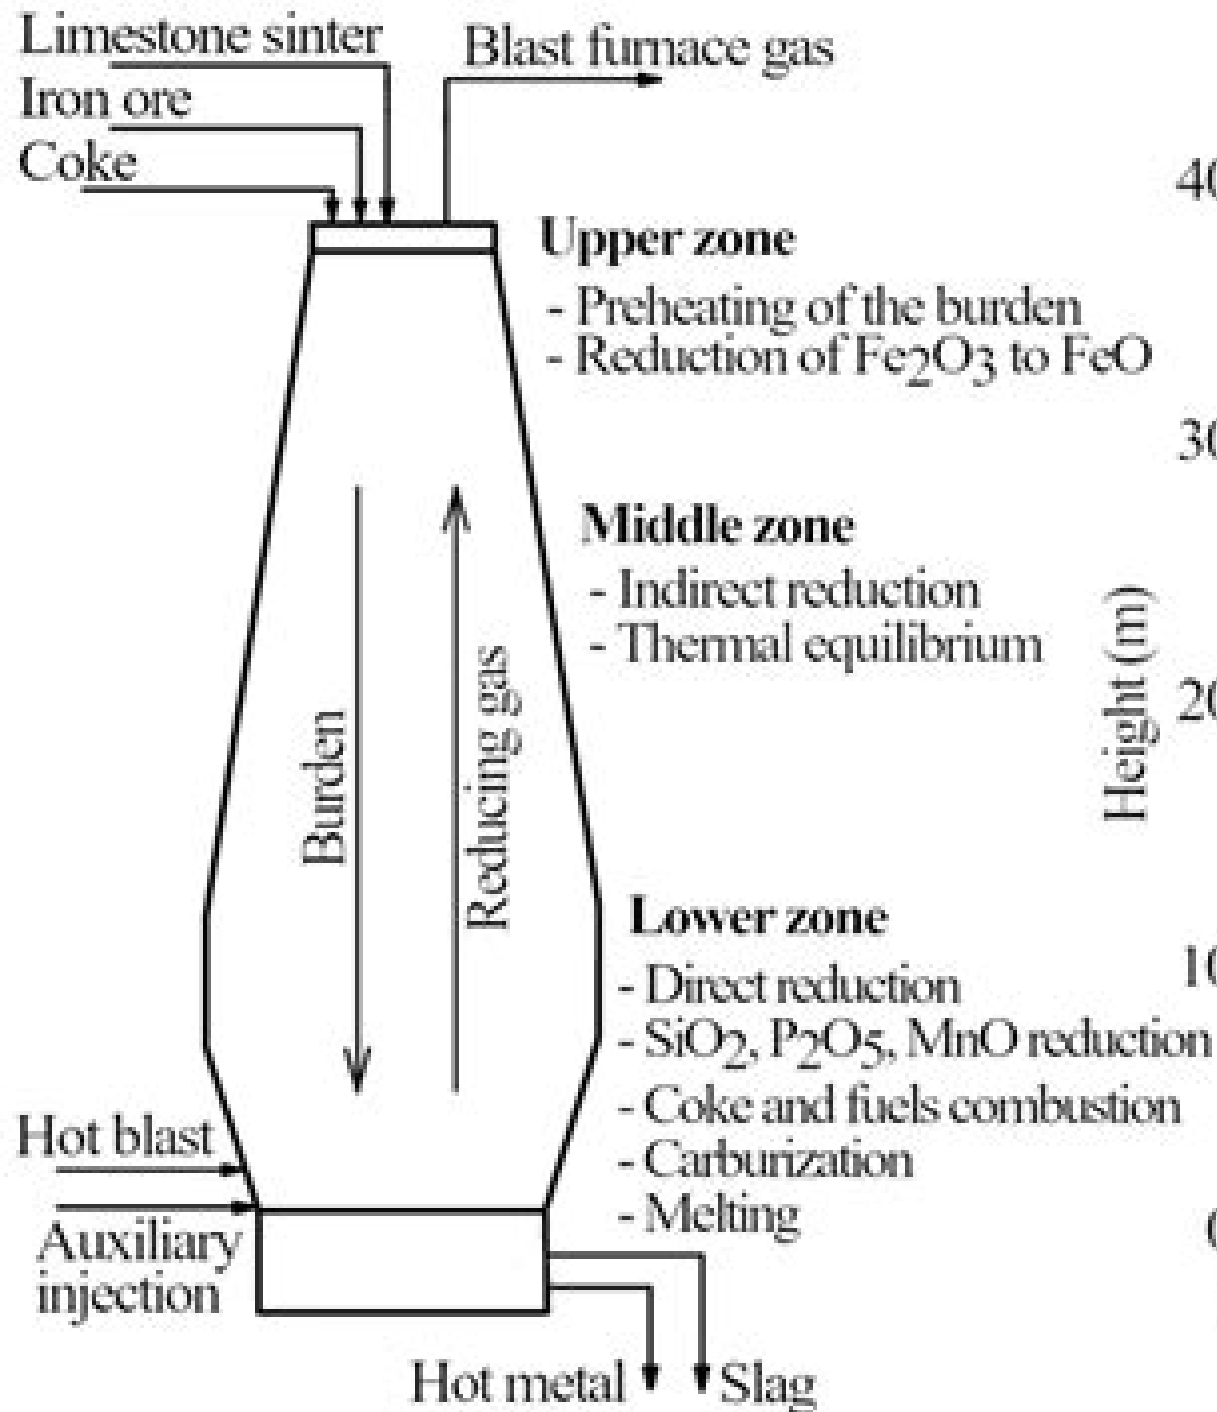 Limestone sinter
Blast furnace gas
Iron ore
Coke
Upper zone
- Preheating of the burden
- Reduction of Fe2O3 to FeO
Middle zone
- Indirect reduction
- Thermal equilibrium
Burden
Reducing gas
Lower zone
- Direct reduction
- SiO2, P2O5, MnO reduction
- Coke and fuels combustion
- Carburization
- Melting
Hot blast
Auxiliary
injection
Hot metal
Slag
Height (m)